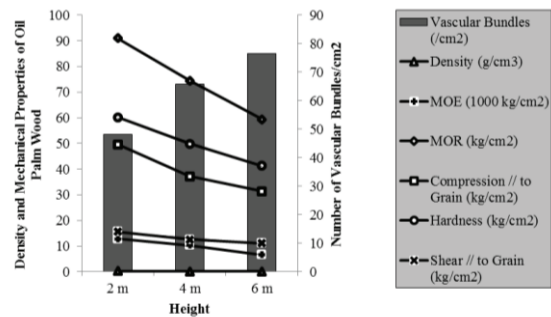 Density and Mechanical Properties of Oil
Palm Wood
100
90
80
70
60
50
40
30
20
10
0
2 m
4 m
6 m
Height
90
80
70
60
50
40
30
20
10
0
Number of Vascular Bundles/cm2
Vascular Bundles
(/cm2)
Density (g/cm3)
MOE (1000 kg/cm2)
MOR (kg/cm2)
Compression // to
Grain (kg/cm2)
Hardness (kg/cm2)
Shear // to Grain
(kg/cm2)